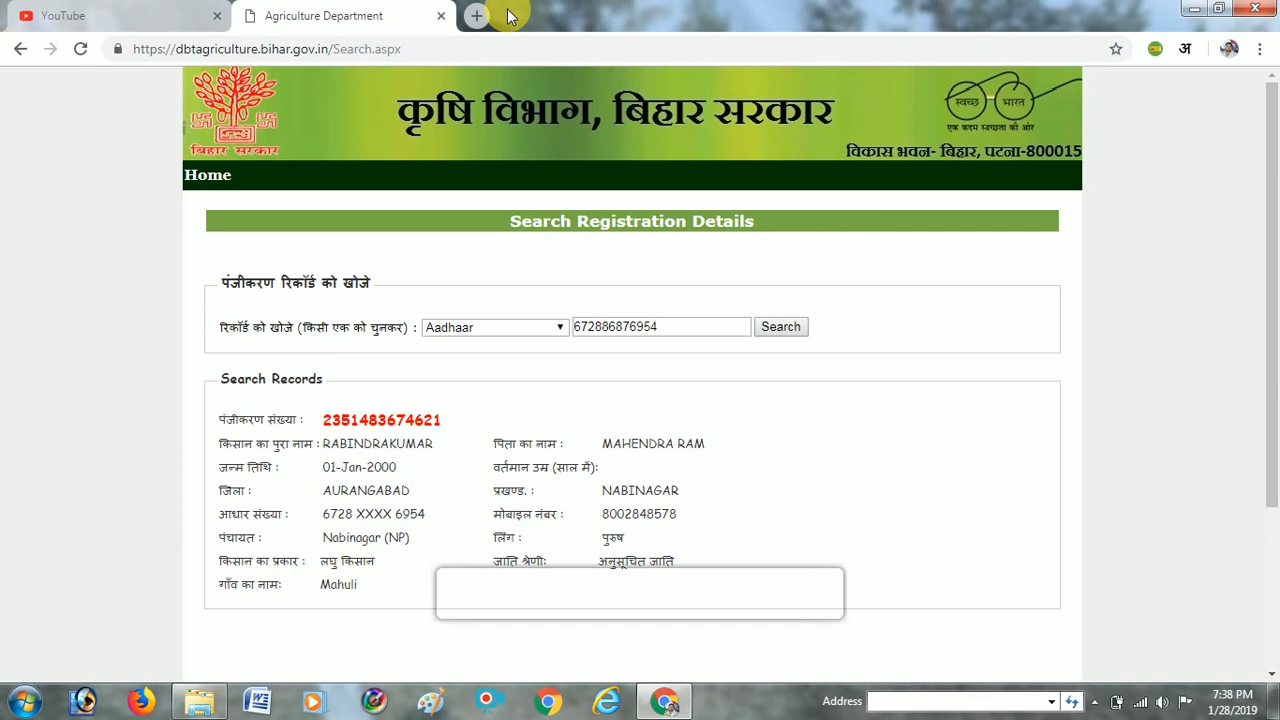 YouTube
Agriculture Department
https://dbtagriculture.bihar.gov.in/Search.aspx
अ
कृषि विभाग, बिहार सरकार
बिहार सरकार
स्वच्छ भारत
एक कदम स्वच्छता की ओर
विकास भवन- बिहार, पटना-800015
Home
Search Registration Details
पंजीकरण रिकॉर्ड को खोजे
रिकॉर्ड को खोजे (किसी एक को चुनकर) : Aadhaar 672886876954 Search
Search Records
पंजीकरण संख्या : 2351483674621
किसान का पुरा नाम : RABINDRAKUMAR पिता का नाम : MAHENDRA RAM
जन्म तिथि : 01-Jan-2000 वर्तमान उम्र (साल में):
जिला : AURANGABAD प्रखण्ड. : NABINAGAR
आधार संख्या : 6728 XXXX 6954 मोबाइल नंबर : 8002848578
पंचायत : Nabinagar (NP) लिंग : पुरुष
किसान का प्रकार : लघु किसान जाति श्रेणी: अनुसूचित जाति
गाँव का नाम: Mahuli
Address
7:38 PM
1/28/2019